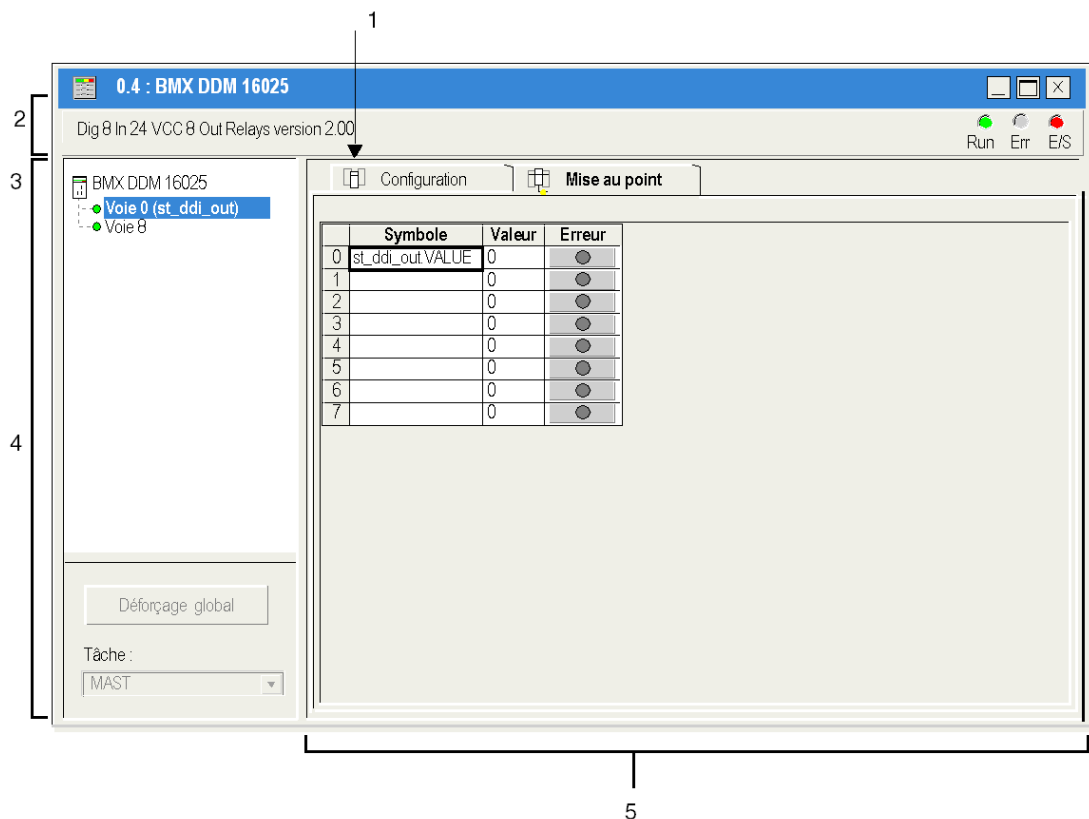 1
0.4 : BMX DDM 16025
2
Dig 8 In 24 VCC 8 Out Relays version 2.00
Run Err E/S
3
BMX DDM 16025
Voie 0 (st_ddi_out)
Voie 8
Configuration
Mise au point
Symbole Valeur Erreur
0 st_ddi_out.VALUE 0
1 0
2 0
3 0
4 0
5 0
6 0
7 0
4
Déforçage global
Tâche :
MAST
5